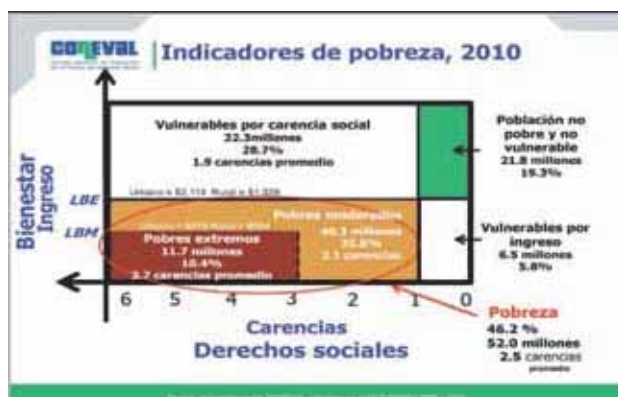 CONEVAL
Indicadores de pobreza, 2010
Vulnerables por carencia social
32.3millones
28.7%
1.9 carencias promedio
Población no
pobre y no
vulnerable
21.8 millones
19.3%
Bienestar
Ingreso
LBE
LBM
Pobres moderados
40.3 millones
2.1 carencias
Pobres extremos
11.7 millones
10.4%
3.7 carencias promedio
Vulnerables por
ingreso
6.5 millones
5.8%
6 5 4 3 2 1 0
Carencias
Derechos sociales
Pobreza
46.2 %
52.0 millones
2.5 carencias
promedio